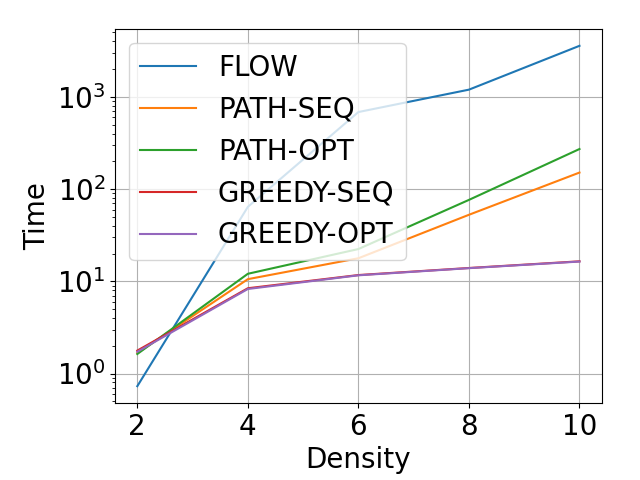 FLOW
PATH-SEQ
PATH-OPT
GREEDY-SEQ
GREEDY-OPT
10³
10²
10¹
10⁰
Time
2 4 6 8 10
Density